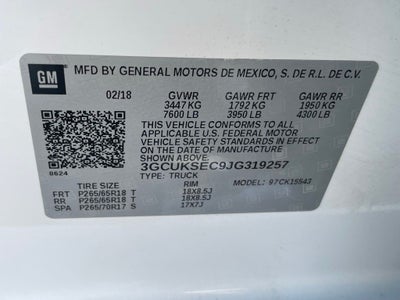 GM MFD BY GENERAL MOTORS DE MEXICO, S. DE R.L. DE C.V.
02/18 GVWR GAWR FRT GAWR RR
3447 KG 1792 KG 1950 KG
7600 LB 3950 LB 4300 LB
THIS VEHICLE CONFORMS TO ALL
APPLICABLE U.S. FEDERAL MOTOR
VEHICLE SAFETY STANDARDS IN EFFECT
ON THE DATE OF MANUFACTURE SHOWN ABOVE.
8624 3GCUKSEC9JG319257
TYPE: TRUCK MODEL: 97CK15543
TIRE SIZE RIM
FRT P265/65R18 T 18X8.5J
RR P265/65R18 T 18X8.5J
SPA P265/70R17 S 17X7J